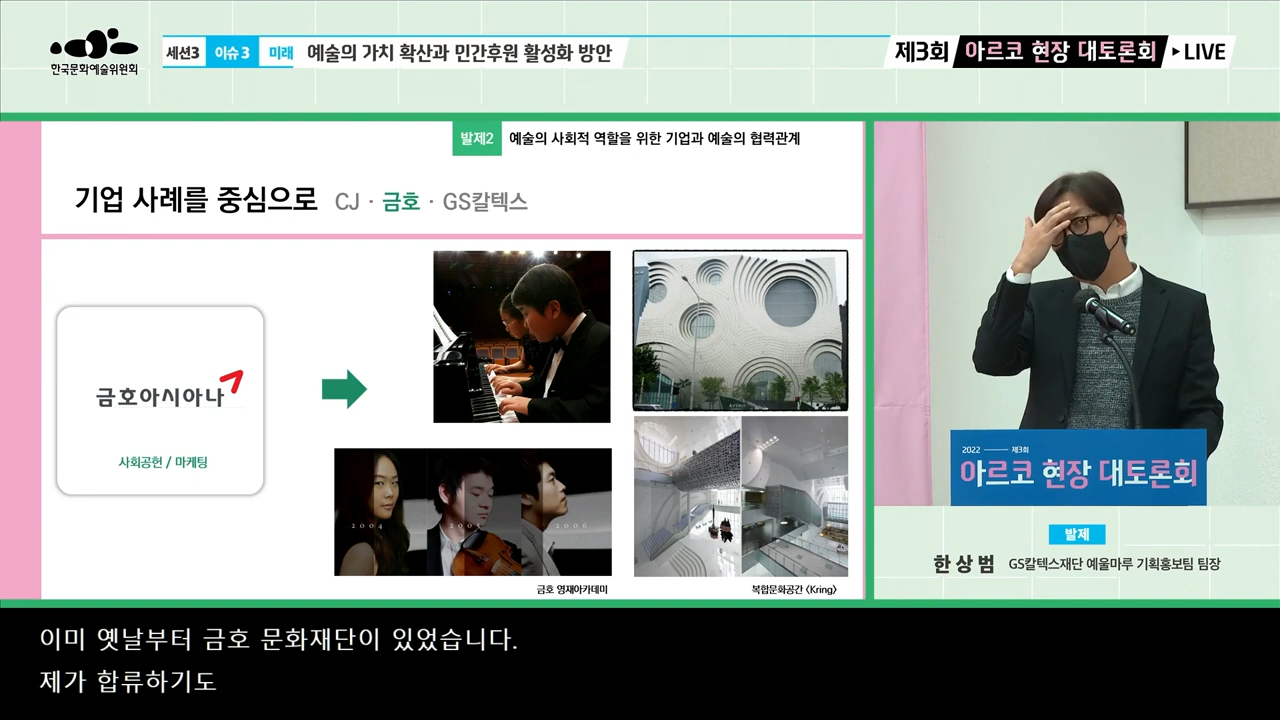 한국문화예술위원회
세션3 이슈3 미래 예술의 가치 확산과 민간후원 활성화 방안
제3회 아르코 현장 대토론회 LIVE
발제2 예술의 사회적 역할을 위한 기업과 예술의 협력관계
기업 사례를 중심으로 CJ · 금호 · GS칼텍스
금호아시아나
사회공헌 / 마케팅
2004 2005 2006
금호 영재아카데미
복합문화공간 <Kring>
2022 제3회
아르코 현장 대토론회
발제
한상범 GS칼텍스재단 예울마루 기획홍보팀 팀장
이미 옛날부터 금호 문화재단이 있었습니다.
제가 합류하기도